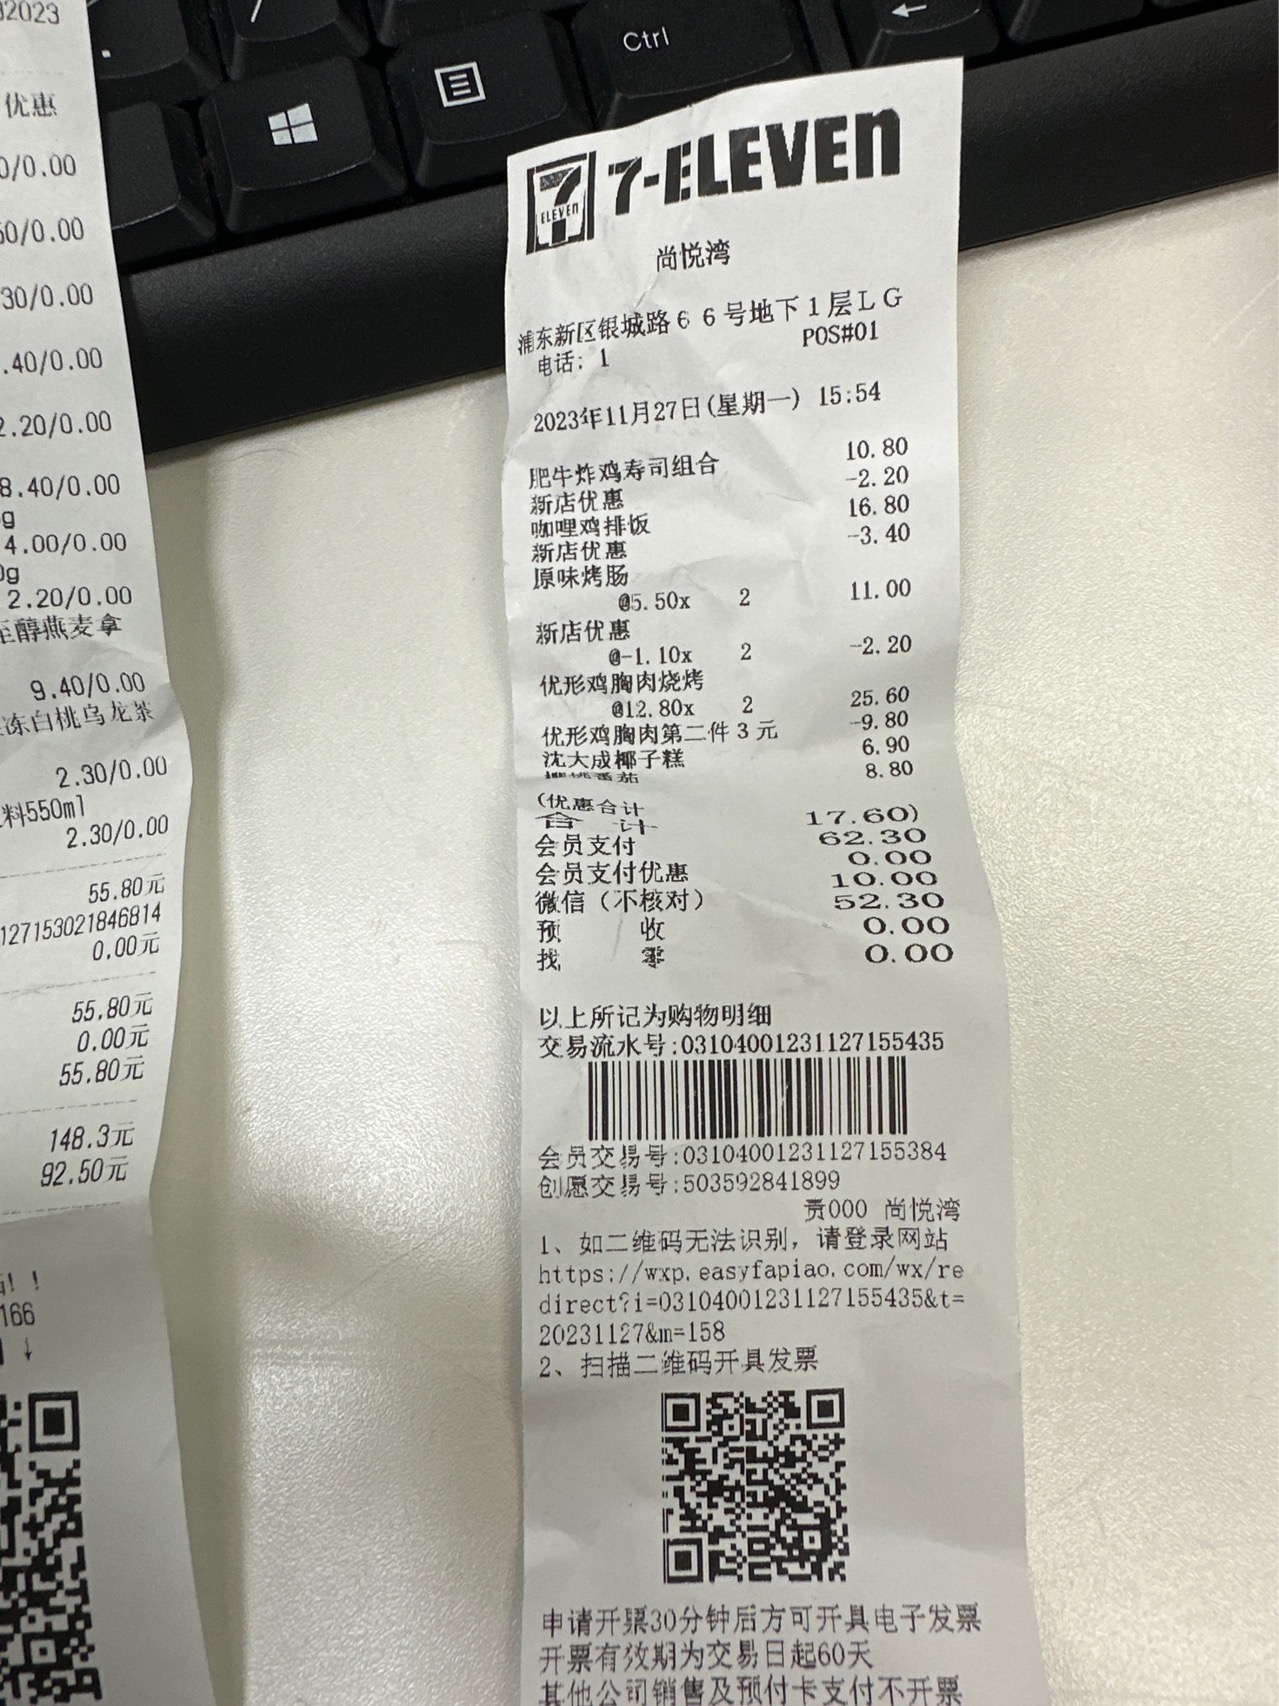 Ctrl
2023
优惠
0/0.00
60/0.00
30/0.00
.40/0.00
2.20/0.00
8.40/0.00
g
4.00/0.00
0g
2.20/0.00
至醇燕麦拿
9.40/0.00
冻白桃乌龙茶
2.30/0.00
料550ml
2.30/0.00
55.80元
127153021846814
0.00元
55.80元
0.00元
55.80元
148.3元
92.50元
！！
166
↓
7-ELEVEN
ELEVEN
尚悦湾
浦东新区银城路66号地下1层LG
电话: 1 POS#01
2023年11月27日(星期一) 15:54
肥牛炸鸡寿司组合 10.80
新店优惠 -2.20
咖哩鸡排饭 16.80
新店优惠 -3.40
原味烤肠
@5.50x 2 11.00
新店优惠
@-1.10x 2 -2.20
优形鸡胸肉烧烤
@12.80x 2 25.60
优形鸡胸肉第二件3元 -9.80
沈大成椰子糕 6.90
樱桃番茄 8.80
(优惠合计 17.60)
合 计 62.30
会员支付 0.00
会员支付优惠 10.00
微信（不核对） 52.30
预 收 0.00
找 零 0.00
以上所记为购物明细
交易流水号:03104001231127155435
会员交易号:03104001231127155384
创愿交易号:503592841899
责000 尚悦湾
1、如二维码无法识别，请登录网站
https://wxp.easyfapiao.com/wx/re
direct?i=03104001231127155435&t=
20231127&m=158
2、扫描二维码开具发票
申请开票30分钟后方可开具电子发票
开票有效期为交易日起60天
其他公司销售及预付卡支付不开票